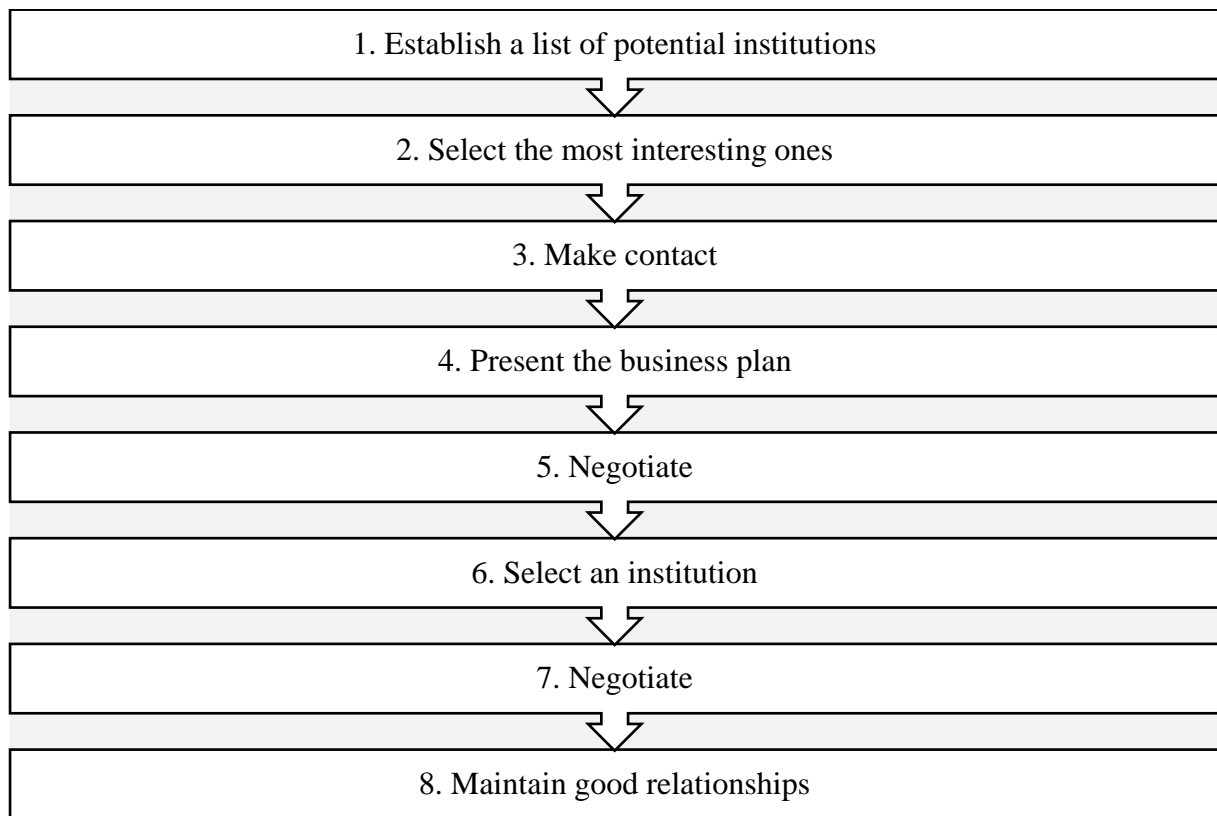 1. Establish a list of potential institutions
2. Select the most interesting ones
3. Make contact
4. Present the business plan
5. Negotiate
6. Select an institution
7. Negotiate
8. Maintain good relationships